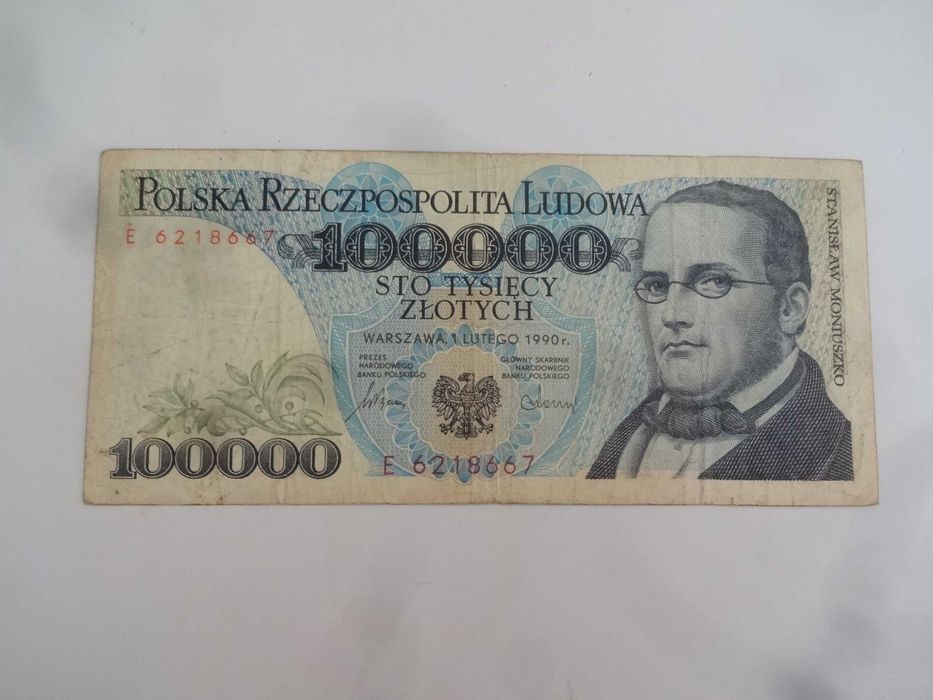 POLSKA RZECZPOSPOLITA LUDOWA
E 6218667
100000
STO TYSIĘCY
ZŁOTYCH
WARSZAWA, 1 LUTEGO 1990 r.
PREZES
NARODOWEGO
BANKU POLSKIEGO
GŁÓWNY SKARBNIK
NARODOWEGO
BANKU POLSKIEGO
100000
E 6218667
STANISŁAW MONIUSZKO